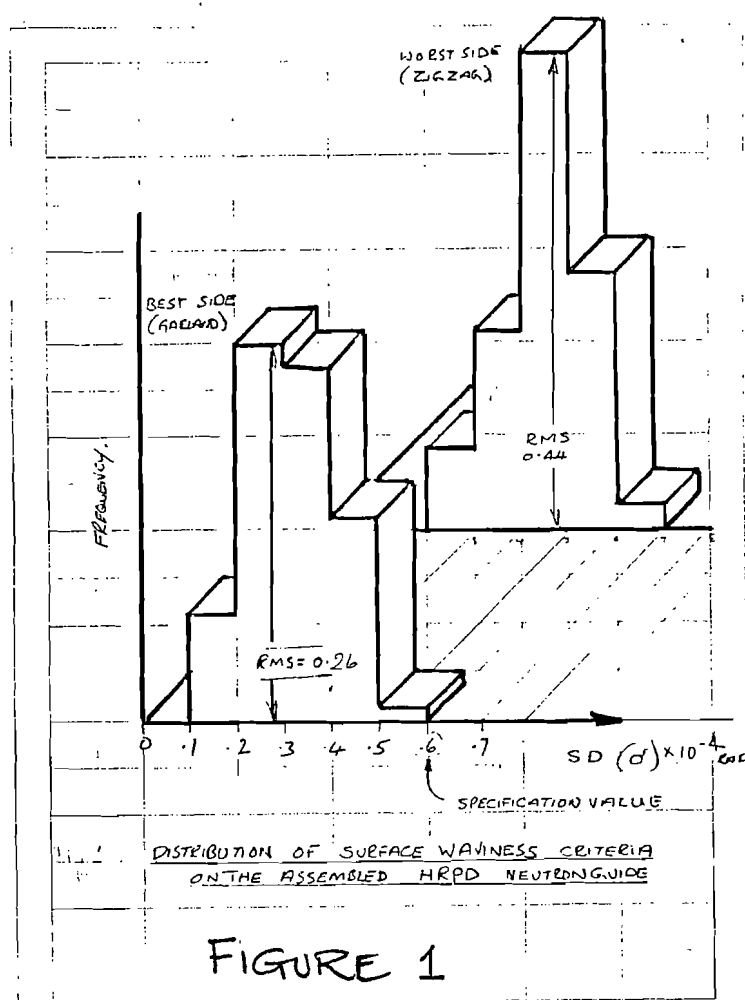 WORST SIDE
(ZIGZAG)
BEST SIDE
(GARLAND)
FREQUENCY.
RMS
0.44
RMS = 0.26
0 .1 .2 .3 .4 .5 .6 .7
SD (σ) × 10⁻⁴ RAD
SPECIFICATION VALUE
DISTRIBUTION OF SURFACE WAVINESS CRITERIA
ON THE ASSEMBLED HRPD NEUTRON GUIDE
FIGURE 1